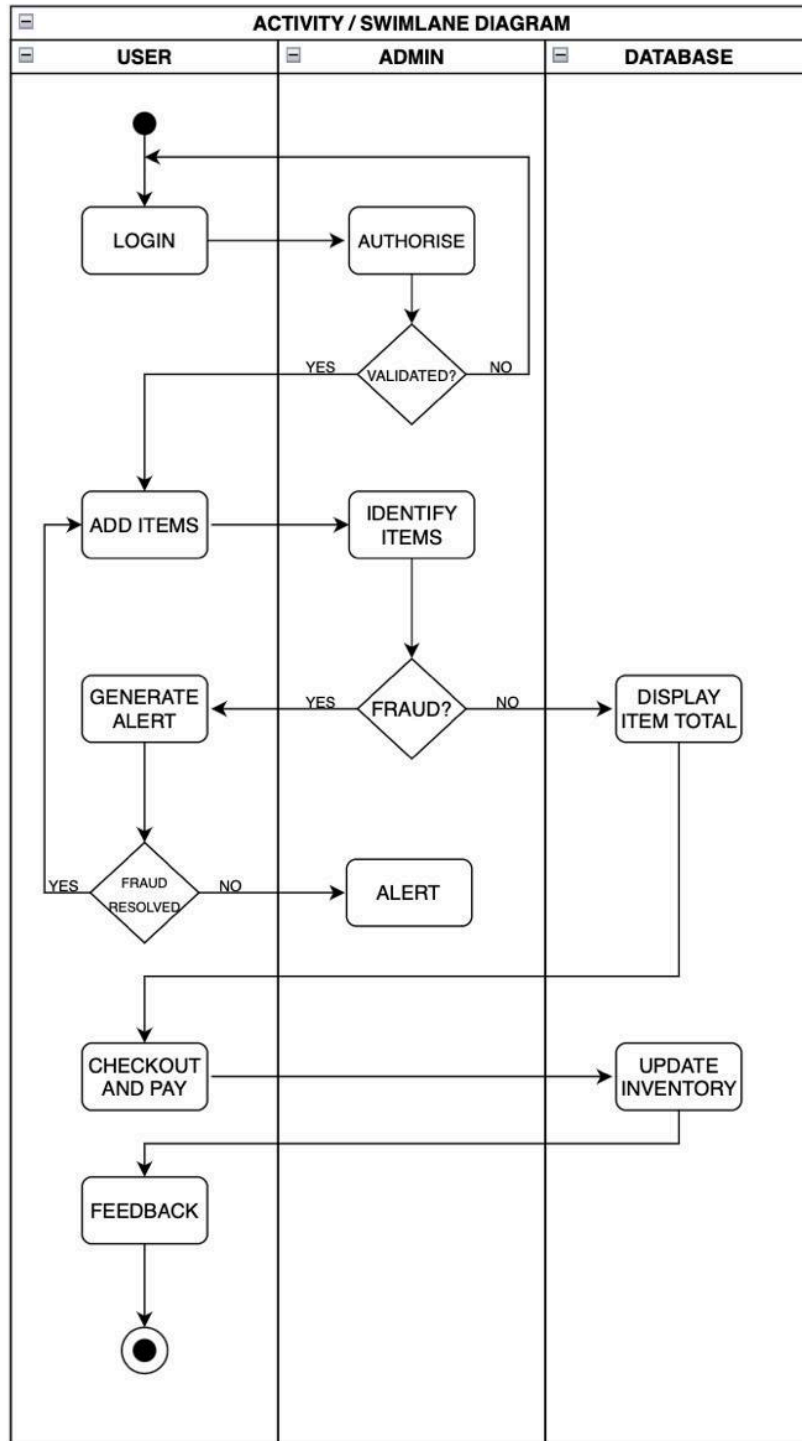 ACTIVITY / SWIMLANE DIAGRAM
USER
ADMIN
DATABASE
LOGIN
AUTHORISE
YES
VALIDATED?
NO
ADD ITEMS
IDENTIFY
ITEMS
GENERATE
ALERT
YES
FRAUD?
NO
DISPLAY
ITEM TOTAL
YES
FRAUD
RESOLVED
NO
ALERT
CHECKOUT
AND PAY
UPDATE
INVENTORY
FEEDBACK